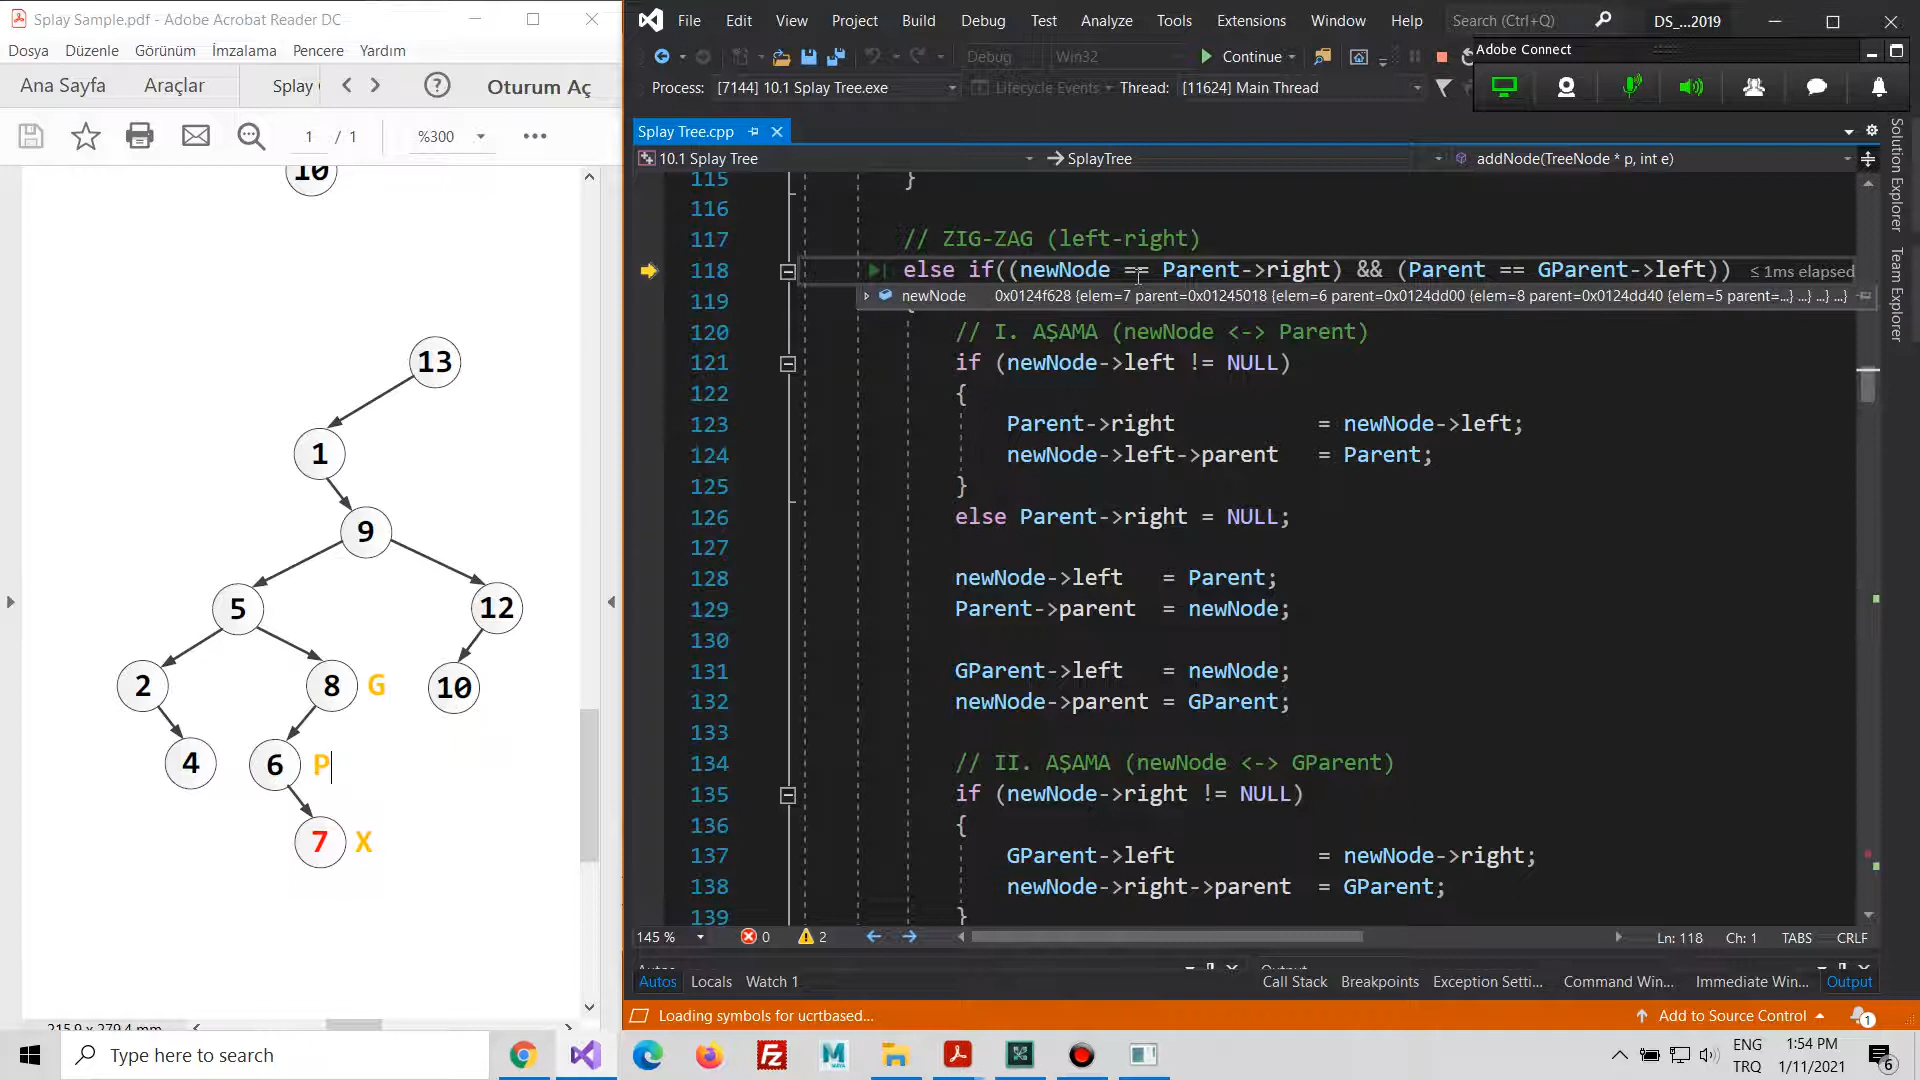 Splay Sample.pdf - Adobe Acrobat Reader DC
Dosya Düzenle Görünüm İmzalama Pencere Yardım
Ana Sayfa Araçlar Splay Oturum Aç
1 / 1 %300
10
13
1
9
5 12
2 8 G 10
4 6 P
7 X
215,9 x 279,4 mm
File Edit View Project Build Debug Test Analyze Tools Extensions Window Help Search (Ctrl+Q) DS_...2019
Adobe Connect
Debug Win32 Continue
Process: [7144] 10.1 Splay Tree.exe Lifecycle Events Thread: [11624] Main Thread
Splay Tree.cpp
10.1 Splay Tree SplayTree addNode(TreeNode * p, int e)
115 }
116
117 // ZIG-ZAG (left-right)
118 else if((newNode == Parent->right) && (Parent == GParent->left)) ≤ 1ms elapsed
119 newNode 0x0124f628 {elem=7 parent=0x01245018 {elem=6 parent=0x0124dd00 {elem=8 parent=0x0124dd40 {elem=5 parent=...} ...} ...} ...}
120 // I. AŞAMA (newNode <-> Parent)
121 if (newNode->left != NULL)
122 {
123 Parent->right = newNode->left;
124 newNode->left->parent = Parent;
125 }
126 else Parent->right = NULL;
127
128 newNode->left = Parent;
129 Parent->parent = newNode;
130
131 GParent->left = newNode;
132 newNode->parent = GParent;
133
134 // II. AŞAMA (newNode <-> GParent)
135 if (newNode->right != NULL)
136 {
137 GParent->left = newNode->right;
138 newNode->right->parent = GParent;
139 }
145 % 0 2 Ln: 118 Ch: 1 TABS CRLF
Autos Output
Autos Locals Watch 1 Call Stack Breakpoints Exception Setti... Command Win... Immediate Win... Output
Loading symbols for ucrtbased... Add to Source Control 1
Solution Explorer
Team Explorer
Type here to search
ENG
TRQ
1:54 PM
1/11/2021
6